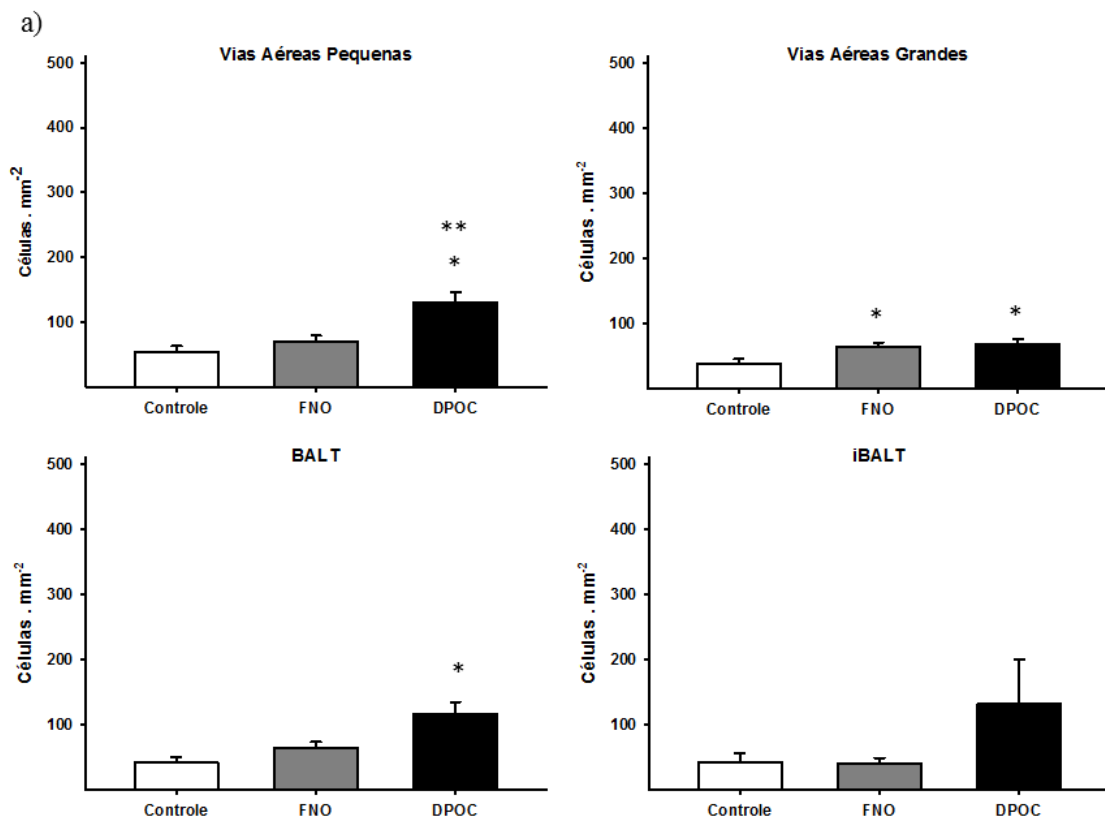 a)
Vias Aéreas Pequenas
500
400
300
200
100
Células . mm-2
**
*
Controle FNO DPOC
Vias Aéreas Grandes
500
400
300
200
100
Células . mm-2
* *
Controle FNO DPOC
BALT
500
400
300
200
100
Células . mm-2
*
Controle FNO DPOC
iBALT
500
400
300
200
100
Células . mm-2
Controle FNO DPOC